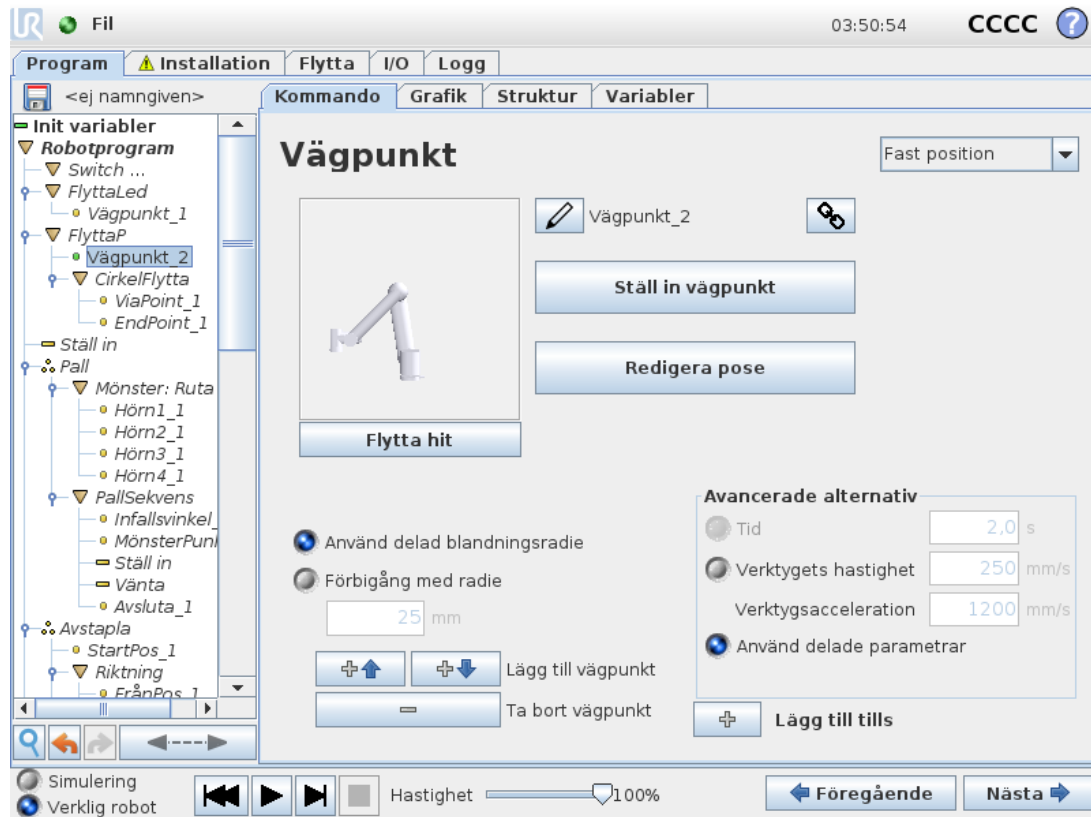 UR Fil 03:50:54 CCCC ?
Program Installation Flytta I/O Logg
<ej namngiven> Kommando Grafik Struktur Variabler
Init variabler
Robotprogram
Switch ...
FlyttaLed
Vägpunkt_1
FlyttaP
Vägpunkt_2
CirkelFlytta
ViaPoint_1
EndPoint_1
Ställ in
Pall
Mönster: Ruta
Hörn1_1
Hörn2_1
Hörn3_1
Hörn4_1
PallSekvens
Infallsvinkel_
MönsterPunk
Ställ in
Vänta
Avsluta_1
Avstapla
StartPos_1
Riktning
FrånPos_1
Vägpunkt
Fast position
Vägpunkt_2
Ställ in vägpunkt
Redigera pose
Flytta hit
Använd delad blandningsradie
Förbigång med radie
25 mm
Lägg till vägpunkt
Ta bort vägpunkt
Avancerade alternativ
Tid 2,0 s
Verktygets hastighet 250 mm/s
Verktygsacceleration 1200 mm/s
Använd delade parametrar
Lägg till tills
Simulering
Verklig robot
Hastighet 100%
Föregående
Nästa